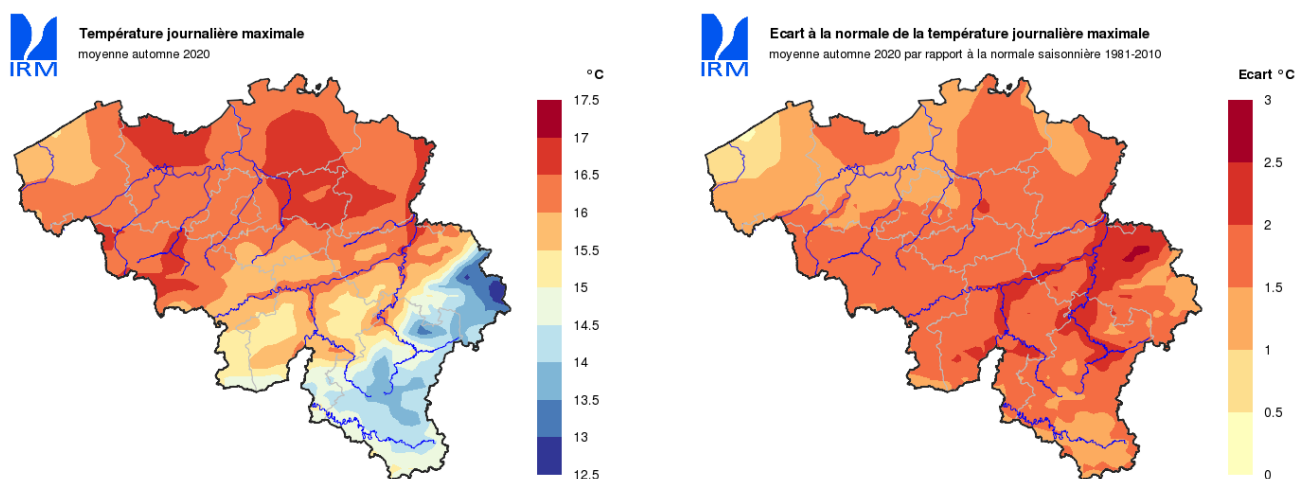 Température journalière maximale
moyenne automne 2020
IRM
°C
17.5
17
16.5
16
15.5
15
14.5
14
13.5
13
12.5
Ecart à la normale de la température journalière maximale
moyenne automne 2020 par rapport à la normale saisonnière 1981-2010
IRM
Ecart °C
3
2.5
2
1.5
1
0.5
0